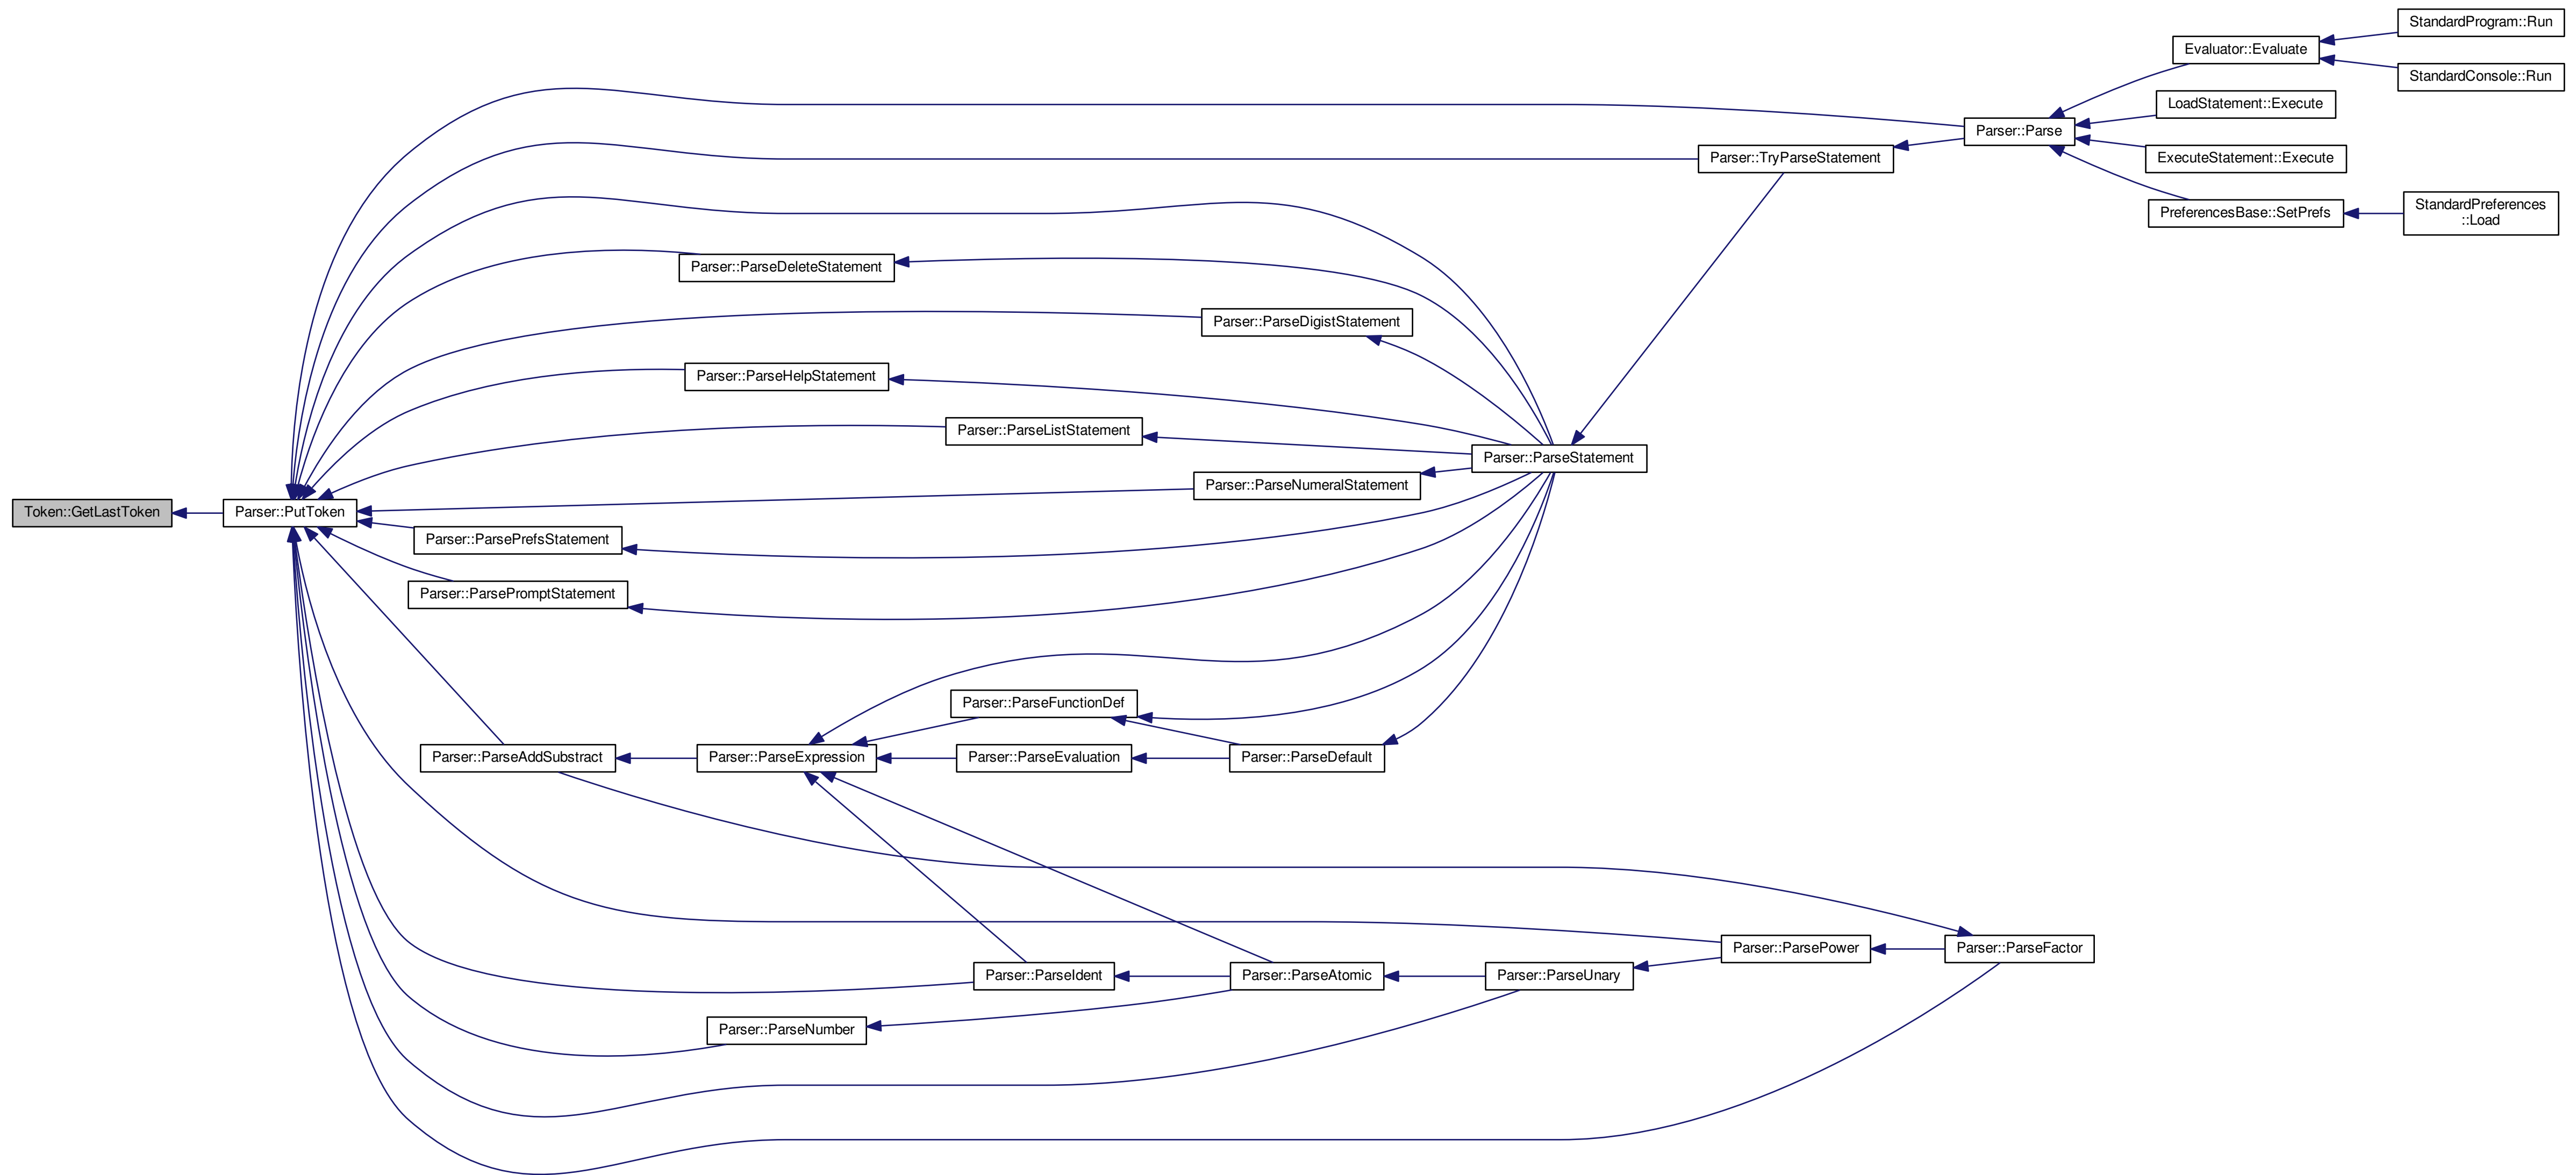 StandardProgram::Run
Evaluator::Evaluate
StandardConsole::Run
LoadStatement::Execute
Parser::Parse
Parser::TryParseStatement
ExecuteStatement::Execute
PreferencesBase::SetPrefs
StandardPreferences
::Load
Parser::ParseDeleteStatement
Parser::ParseDigistStatement
Parser::ParseHelpStatement
Parser::ParseListStatement
Parser::ParseStatement
Parser::ParseNumeralStatement
Token::GetLastToken
Parser::PutToken
Parser::ParsePrefsStatement
Parser::ParsePromptStatement
Parser::ParseFunctionDef
Parser::ParseAddSubstract
Parser::ParseExpression
Parser::ParseEvaluation
Parser::ParseDefault
Parser::ParsePower
Parser::ParseFactor
Parser::ParseIdent
Parser::ParseAtomic
Parser::ParseUnary
Parser::ParseNumber